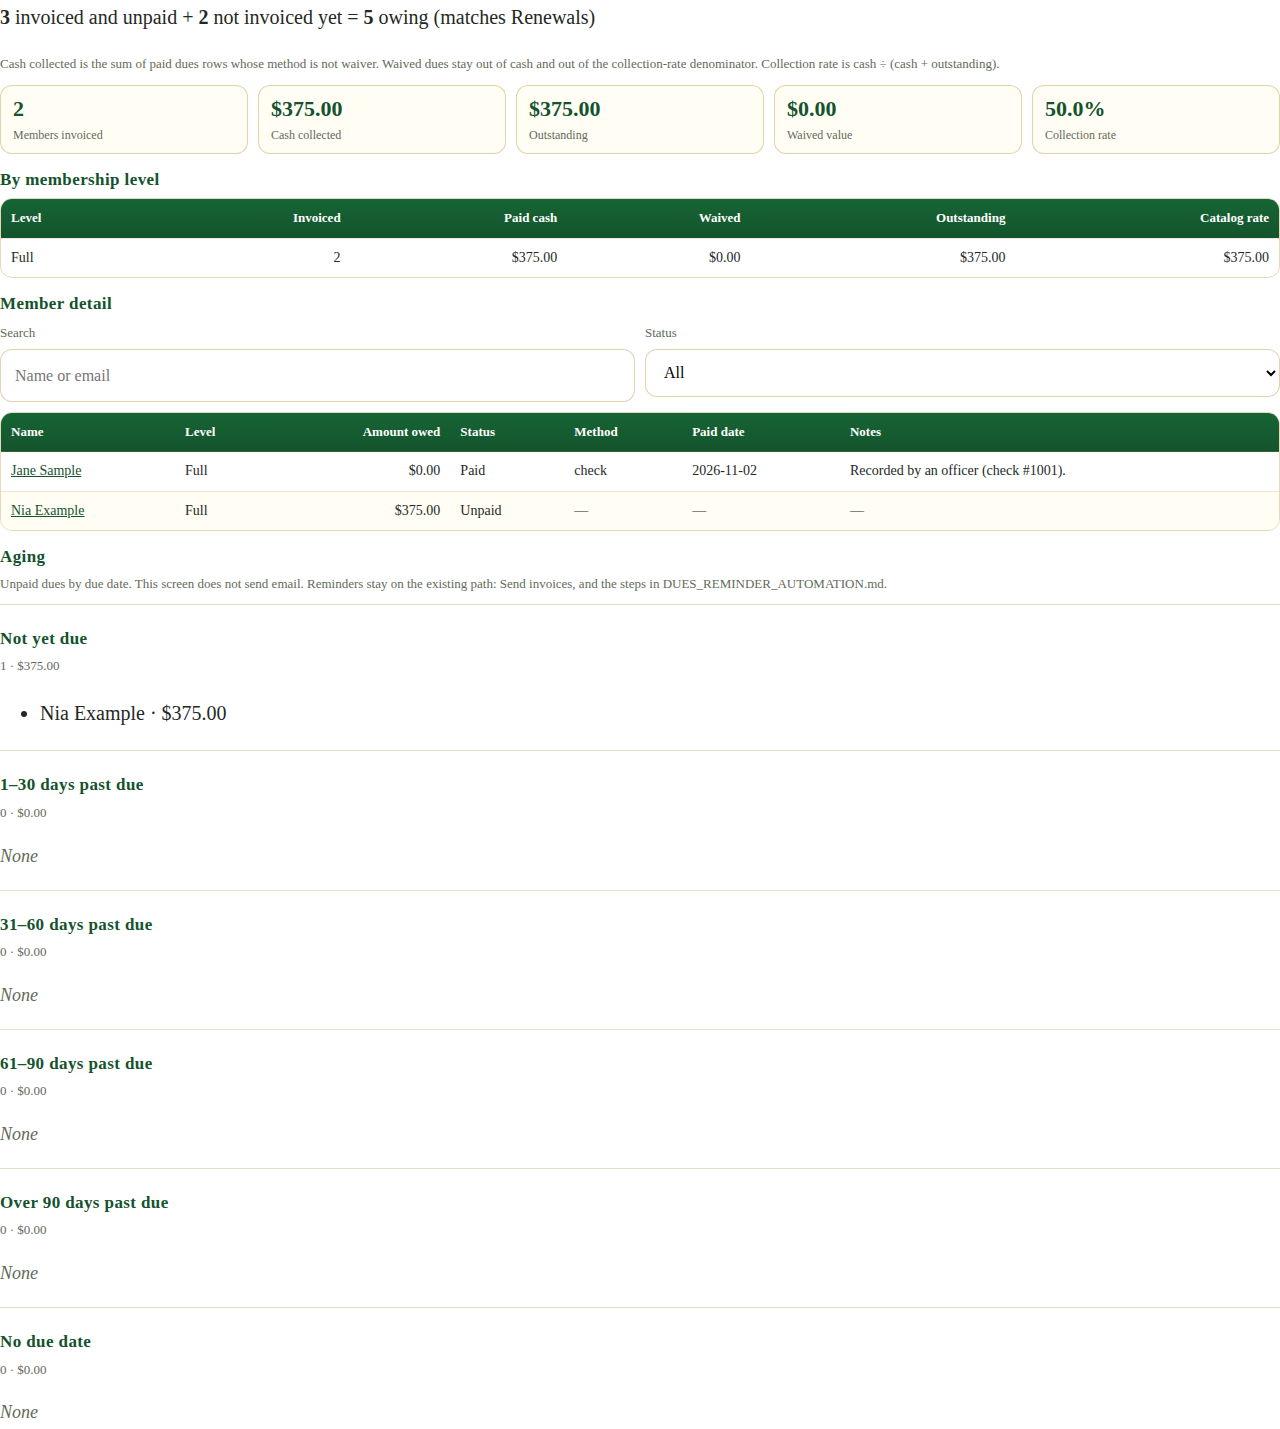 3 invoiced and unpaid + 2 not invoiced yet = 5 owing (matches Renewals)
Cash collected is the sum of paid dues rows whose method is not waiver. Waived dues stay out of cash and out of the collection-rate denominator. Collection rate is cash ÷ (cash + outstanding).
2
Members invoiced
$375.00
Cash collected
$375.00
Outstanding
$0.00
Waived value
50.0%
Collection rate
By membership level
Level Invoiced Paid cash Waived Outstanding Catalog rate
Full 2 $375.00 $0.00 $375.00 $375.00
Member detail
Search Status
Name or email All
Name Level Amount owed Status Method Paid date Notes
Jane Sample Full $0.00 Paid check 2026-11-02 Recorded by an officer (check #1001).
Nia Example Full $375.00 Unpaid — — —
Aging
Unpaid dues by due date. This screen does not send email. Reminders stay on the existing path: Send invoices, and the steps in DUES_REMINDER_AUTOMATION.md.
Not yet due
1 · $375.00
• Nia Example · $375.00
1–30 days past due
0 · $0.00
None
31–60 days past due
0 · $0.00
None
61–90 days past due
0 · $0.00
None
Over 90 days past due
0 · $0.00
None
No due date
0 · $0.00
None